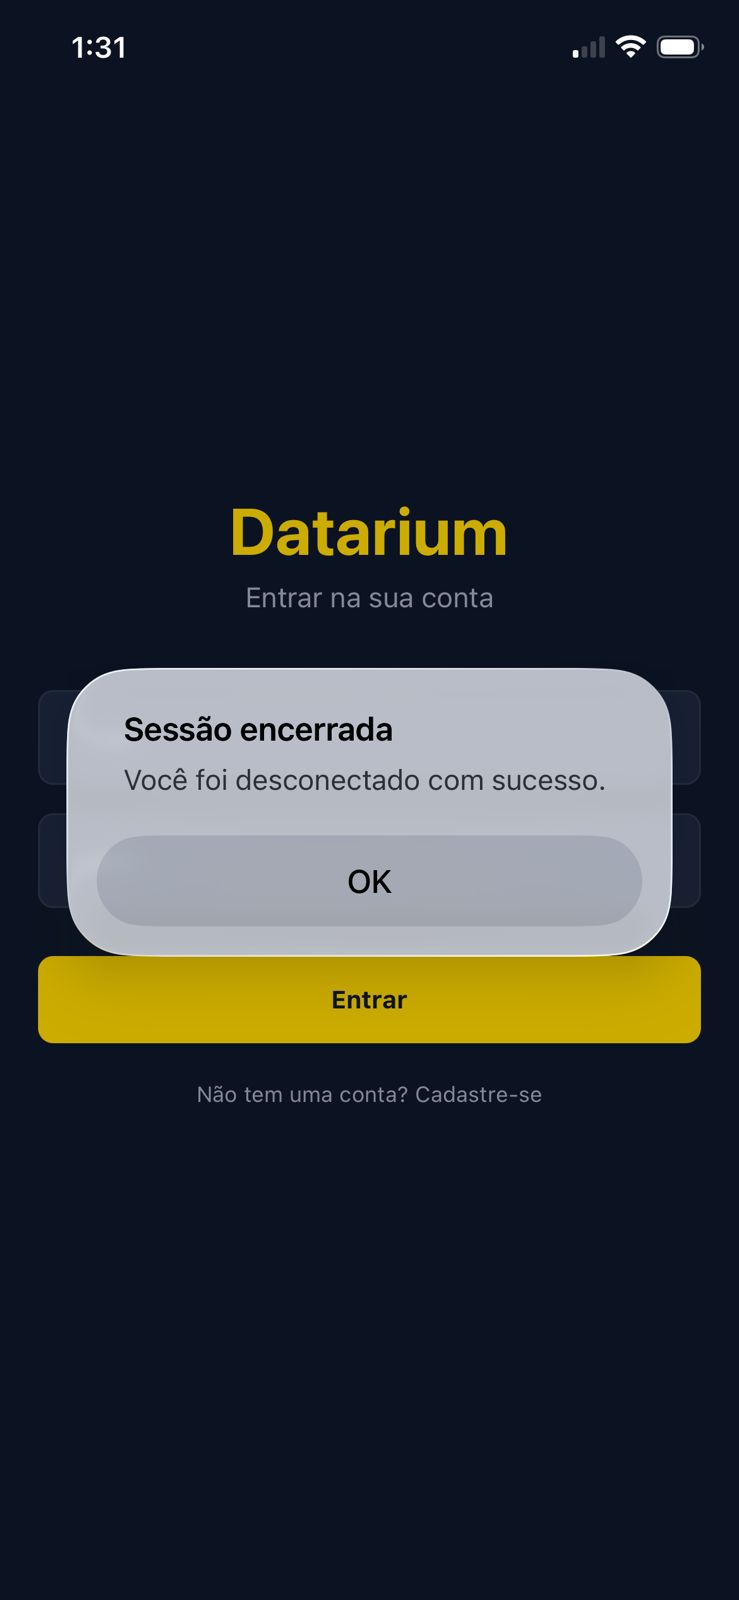 1:31
Datarium
Entrar na sua conta
Sessão encerrada
Você foi desconectado com sucesso.
OK
Entrar
Não tem uma conta? Cadastre-se